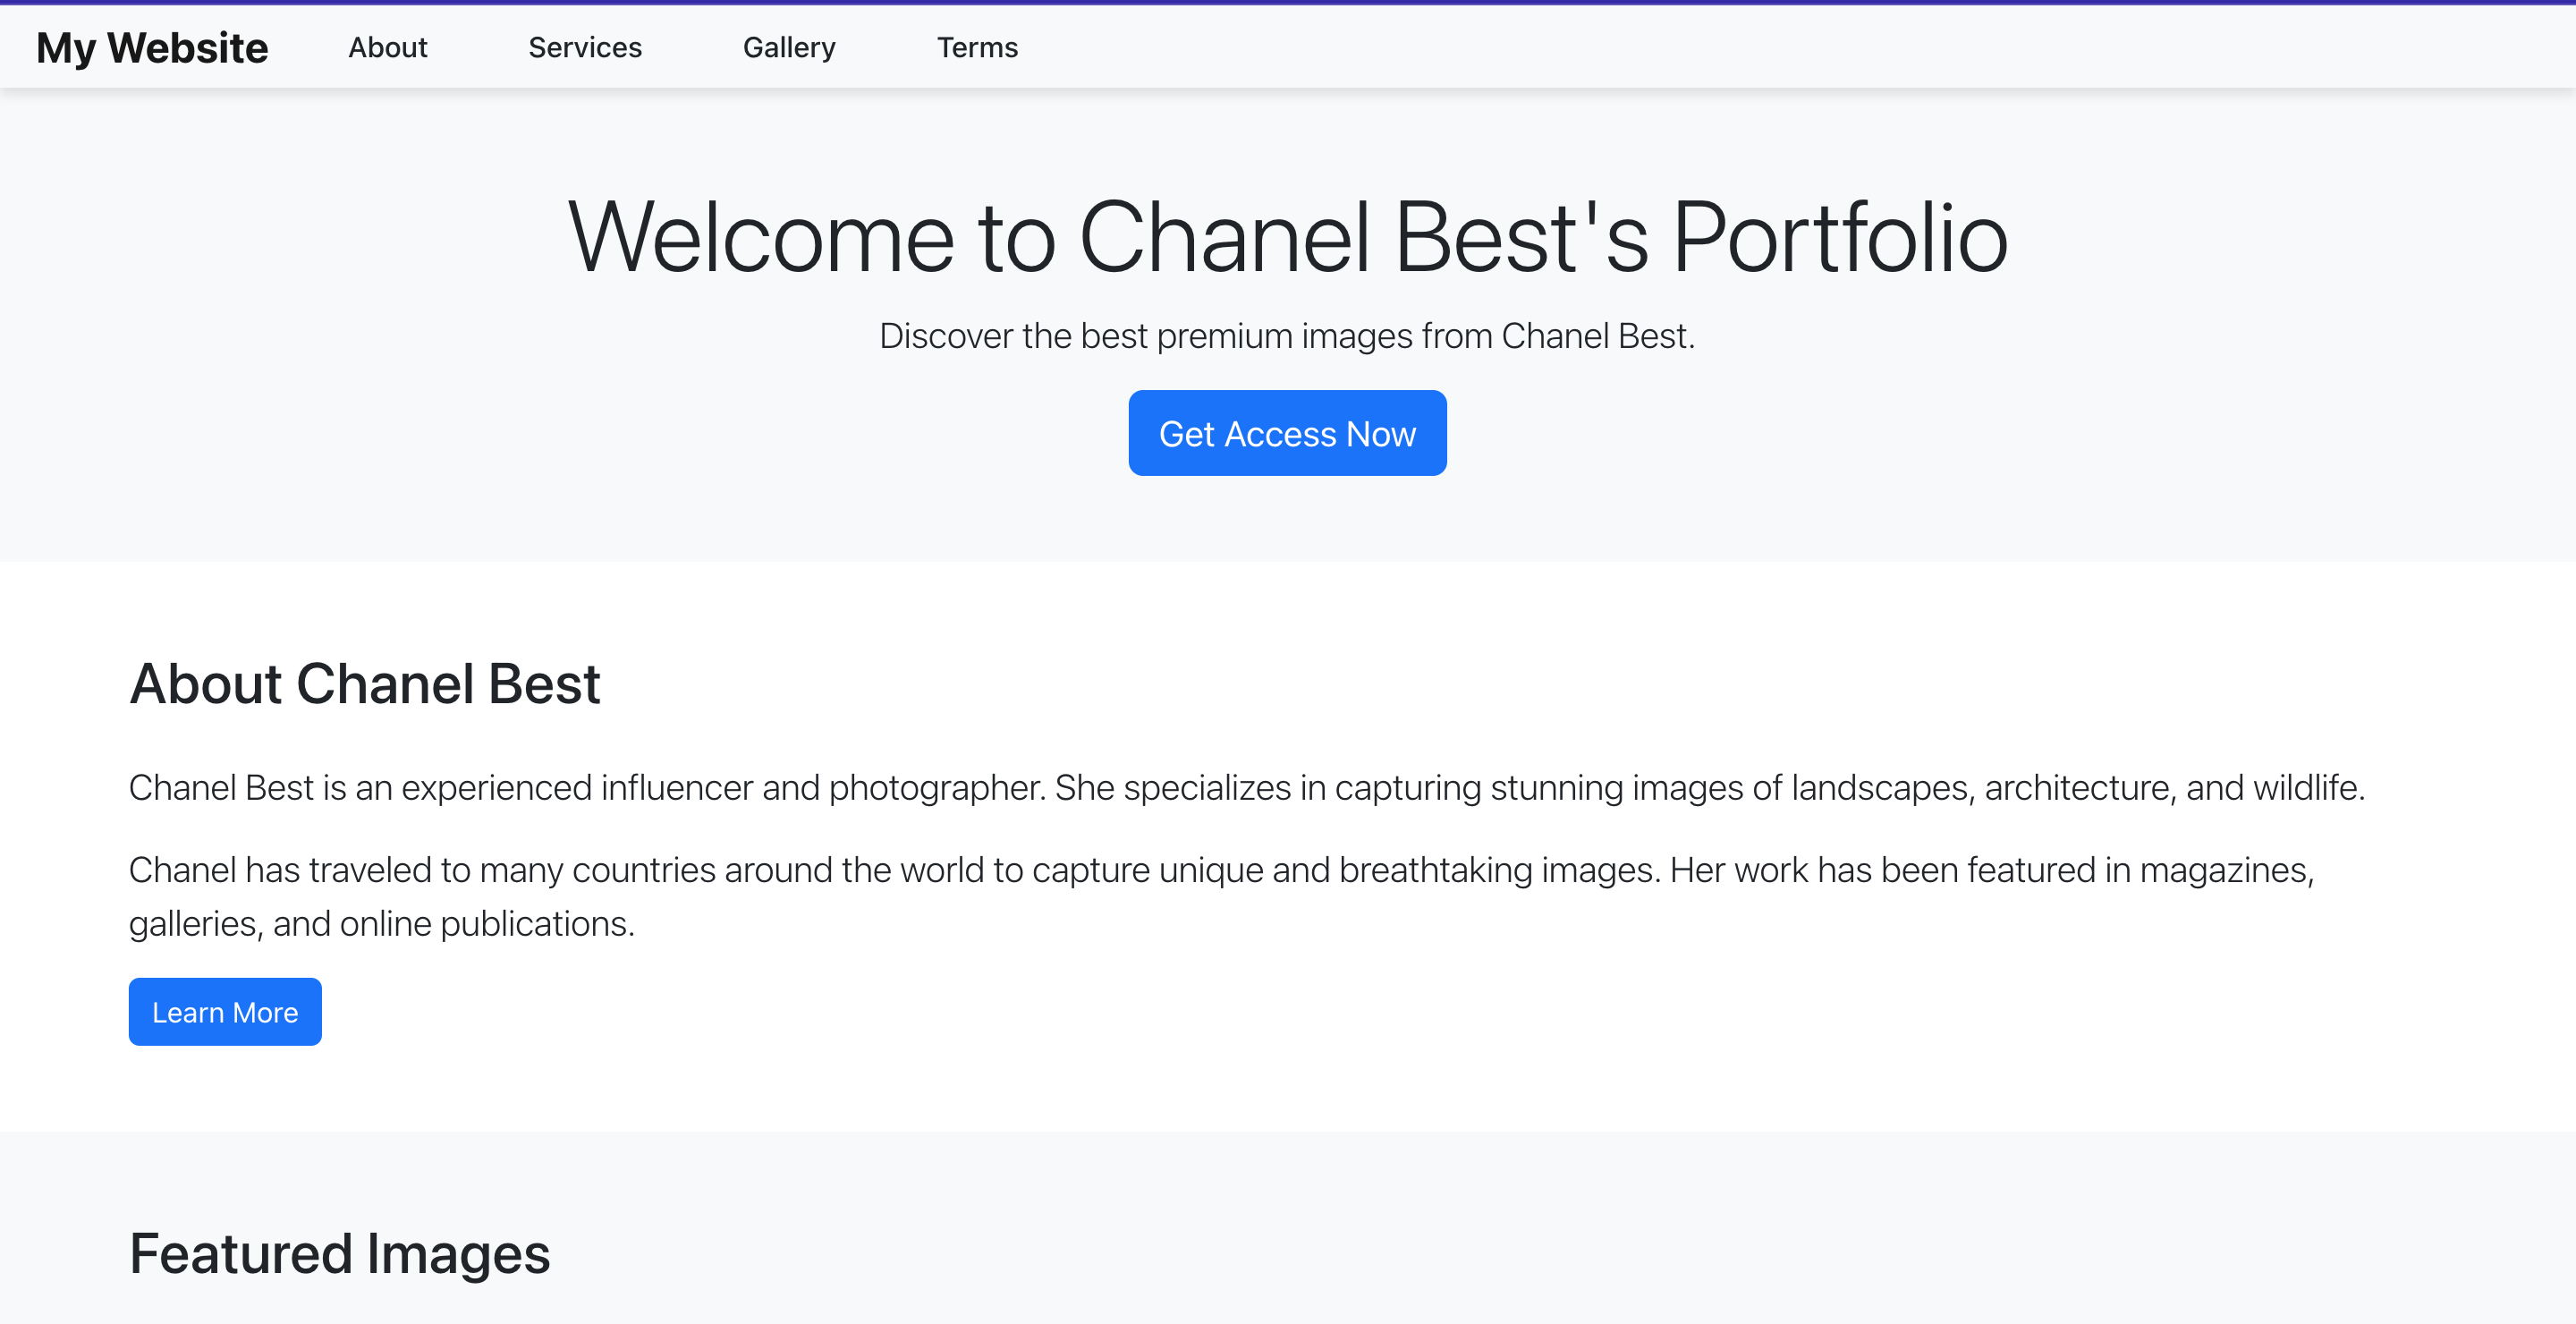 My Website About Services Gallery Terms
Welcome to Chanel Best's Portfolio
Discover the best premium images from Chanel Best.
Get Access Now
About Chanel Best
Chanel Best is an experienced influencer and photographer. She specializes in capturing stunning images of landscapes, architecture, and wildlife.
Chanel has traveled to many countries around the world to capture unique and breathtaking images. Her work has been featured in magazines,
galleries, and online publications.
Learn More
Featured Images